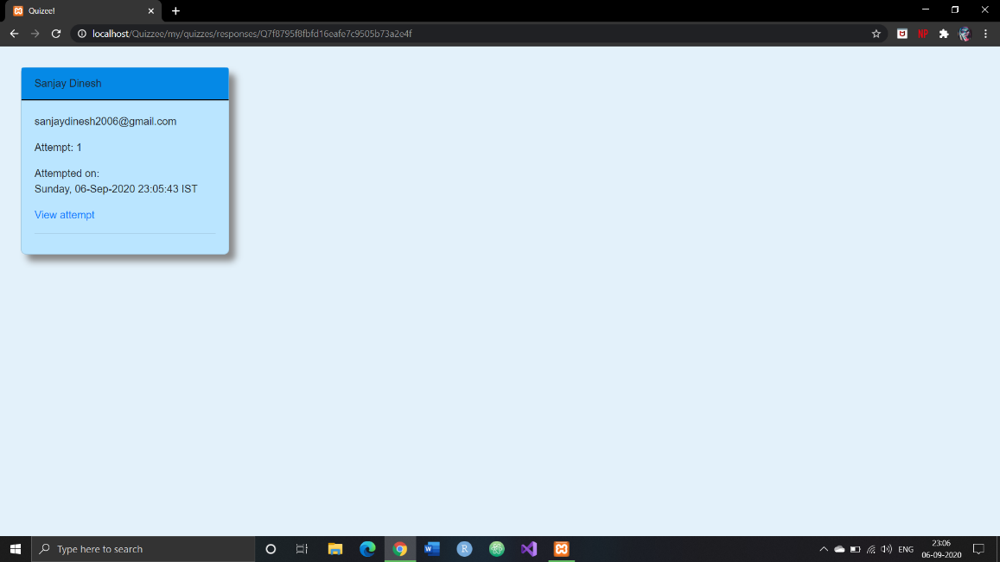 Quizee!
localhost/Quizzee/my/quizzes/responses/Q7f8795f8fbfd16eafe7c9505b73a2e4f
NP
Sanjay Dinesh
sanjaydinesh2006@gmail.com
Attempt: 1
Attempted on:
Sunday, 06-Sep-2020 23:05:43 IST
View attempt
Type here to search
W
R
ENG
23:06
06-09-2020